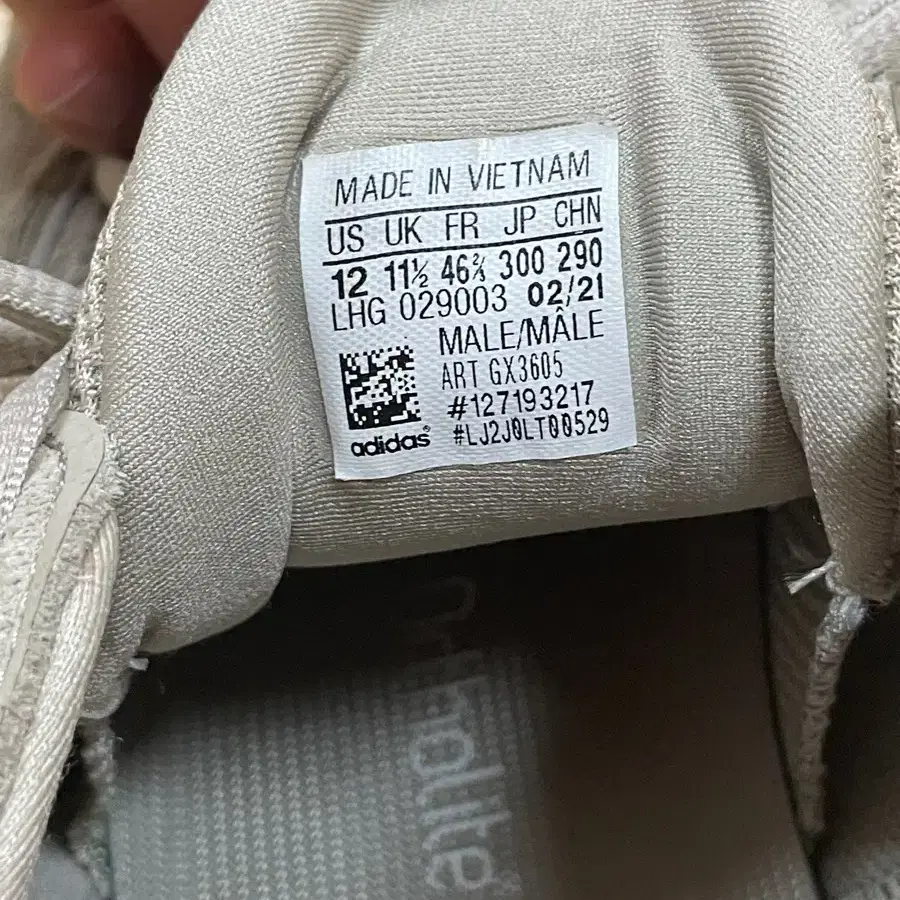 MADE IN VIETNAM
US UK FR JP CHN
12 11½ 46⅔ 300 290
LHG 029003 02/21
MALE/MÂLE
ART GX3605
#127193217
#LJ2J0LT00529
adidas®
Ortholite